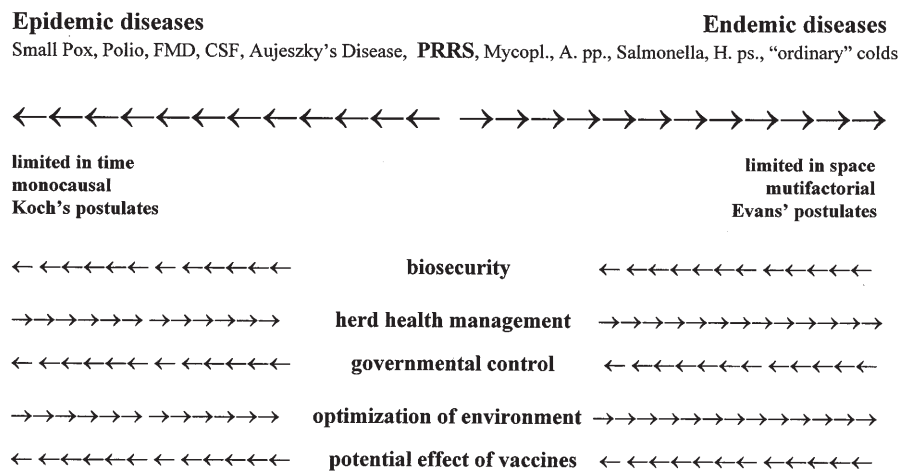 Epidemic diseases Endemic diseases
Small Pox, Polio, FMD, CSF, Aujeszky's Disease, PRRS, Mycopl., A. pp., Salmonella, H. ps., "ordinary" colds
limited in time limited in space
monocausal mutifactorial
Koch's postulates Evans' postulates
biosecurity
herd health management
governmental control
optimization of environment
potential effect of vaccines